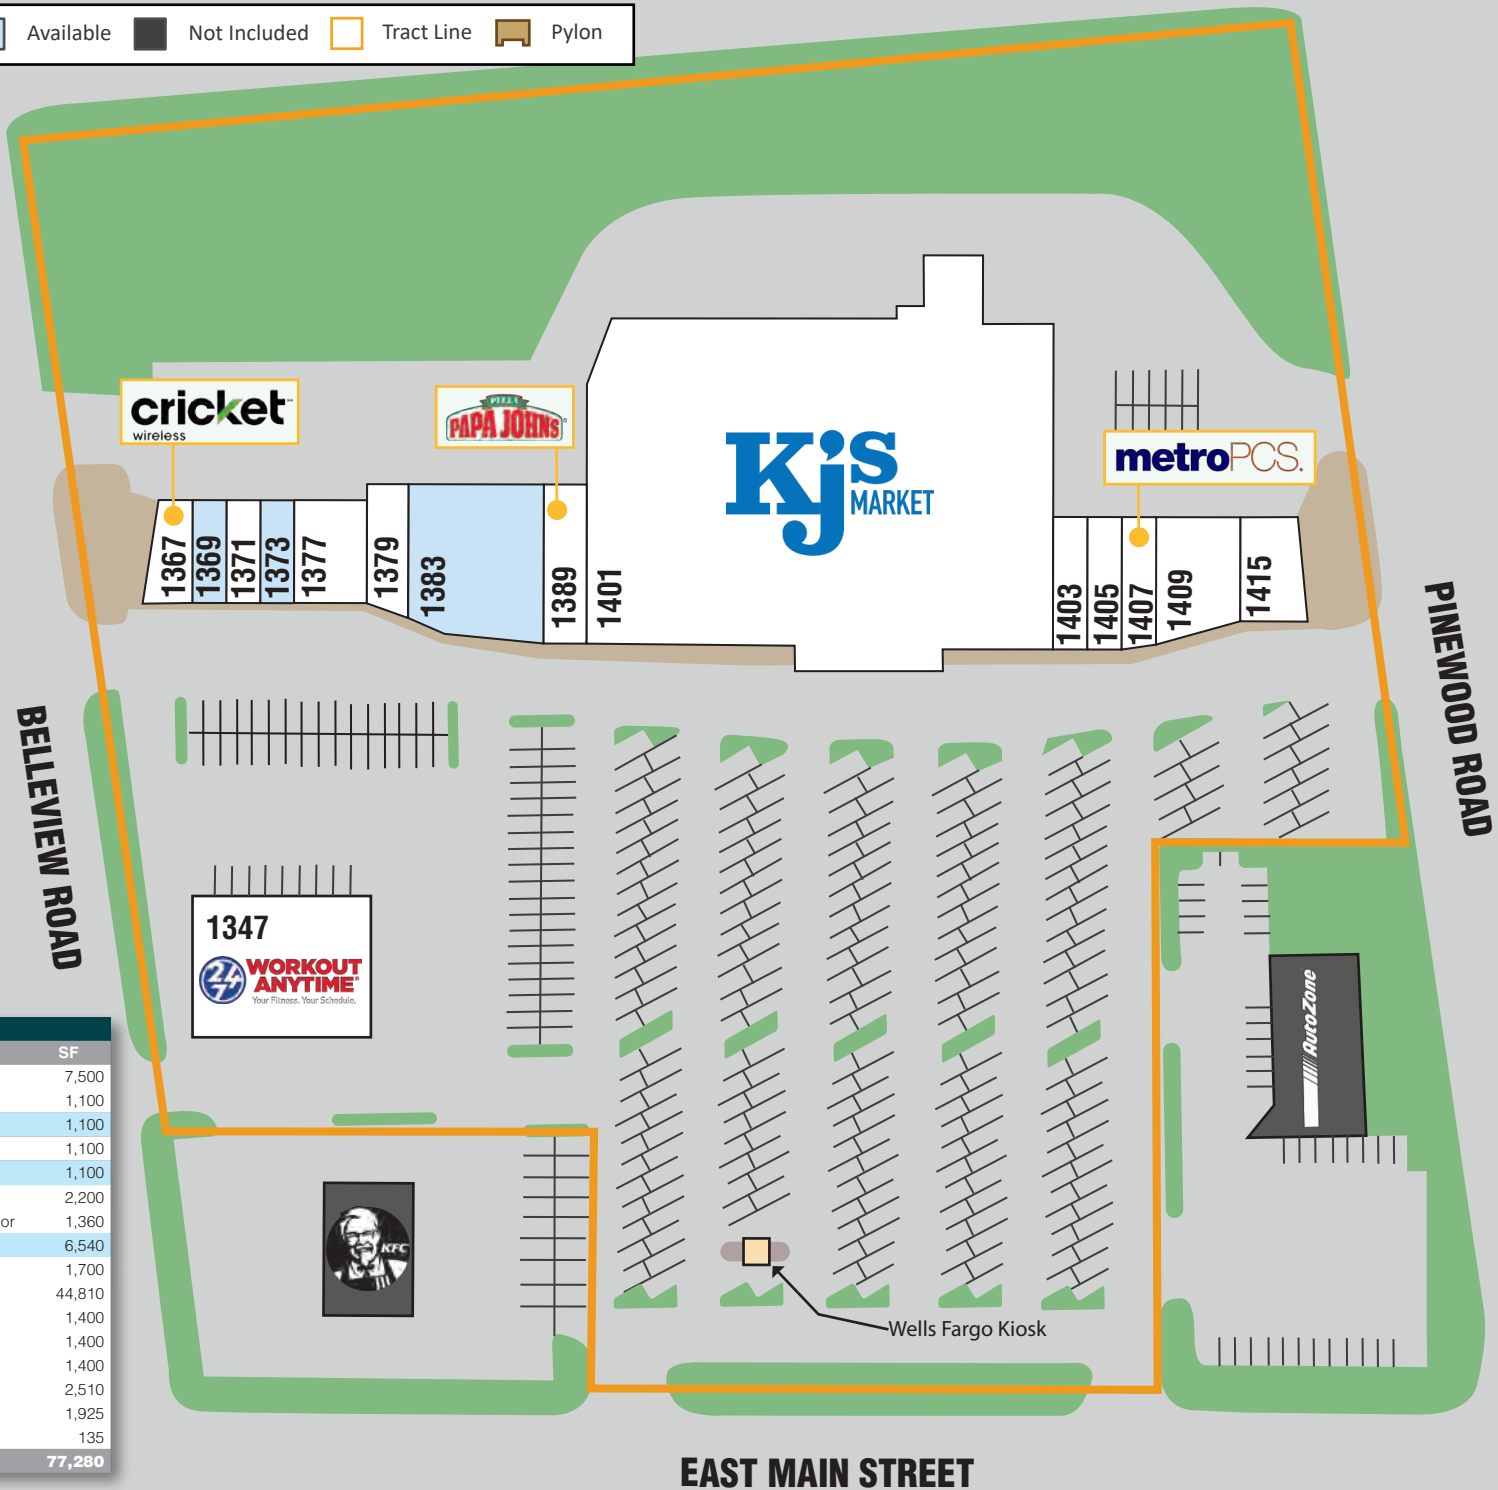 Available Not Included Tract Line Pylon
cricket
wireless
PIZZA
PAPA JOHNS
Kj's
MARKET
metroPCS.
1367
1369
1371
1373
1377
1379
1383
1389
1401
1403
1405
1407
1409
1415
BELLEVIEW ROAD
PINEWOOD ROAD
1347
24
7
WORKOUT
ANYTIME
Your Fitness. Your Schedule.
AutoZone
KFC
Wells Fargo Kiosk
SF
7,500
1,100
1,100
1,100
1,100
2,200
or 1,360
6,540
1,700
44,810
1,400
1,400
1,400
2,510
1,925
135
77,280
EAST MAIN STREET